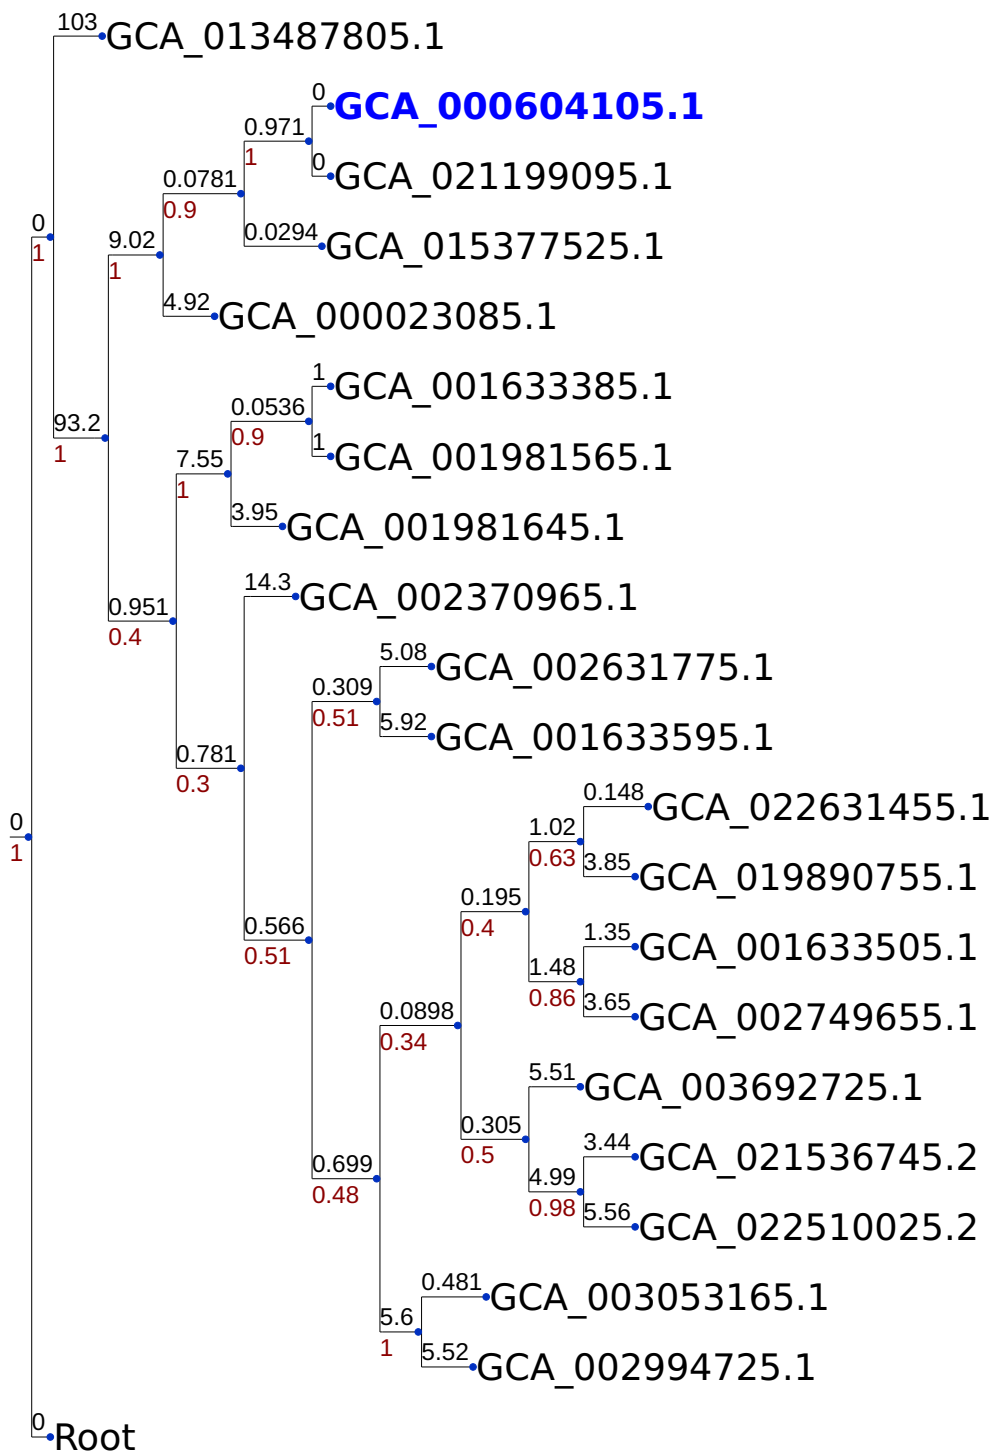 103 GCA_013487805.1
0 GCA_000604105.1
0.971
1
0 GCA_021199095.1
0.0781
0.9
0 
1
0.0294 GCA_015377525.1
9.02
1
4.92 GCA_000023085.1
1 GCA_001633385.1
0.0536
0.9
93.2
1
1 GCA_001981565.1
7.55
1
3.95 GCA_001981645.1
14.3 GCA_002370965.1
0.951
0.4
5.08 GCA_002631775.1
0.309
0.51
5.92 GCA_001633595.1
0.781
0.3
0.148 GCA_022631455.1
0
1
1.02
0.63
3.85 GCA_019890755.1
0.195
0.4
0.566
0.51
1.35 GCA_001633505.1
1.48
0.86
3.65 GCA_002749655.1
0.0898
0.34
5.51 GCA_003692725.1
0.305
0.5
3.44 GCA_021536745.2
0.699
0.48
4.99
0.98
5.56 GCA_022510025.2
0.481 GCA_003053165.1
5.6
1
5.52 GCA_002994725.1
0 Root